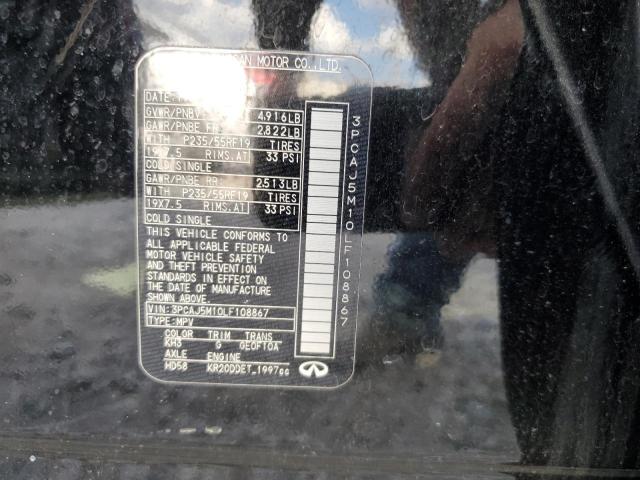 MOTOR CO., LTD.
DATE:
GVWR/PNBV 4,916LB
GAWR/PNBE FR 2,822LB
P235/55RF19 TIRES
19X7.5 RIMS.AT 33 PSI
COLD SINGLE
GAWR/PNBE RR 2,513LB
WITH P235/55RF19 TIRES
19X7.5 RIMS.AT 33 PSI
COLD SINGLE
THIS VEHICLE CONFORMS TO
ALL APPLICABLE FEDERAL
MOTOR VEHICLE SAFETY
AND THEFT PREVENTION
STANDARDS IN EFFECT ON
THE DATE OF MANUFACTURE
SHOWN ABOVE.
VIN: 3PCAJ5M10LF108867
TYPE: MPV
COLOR TRIM TRANS
KH3 G GEOF10A
AXLE ENGINE
HD58 KR20DDET_1997cc
3PCAJ5M10LF108867